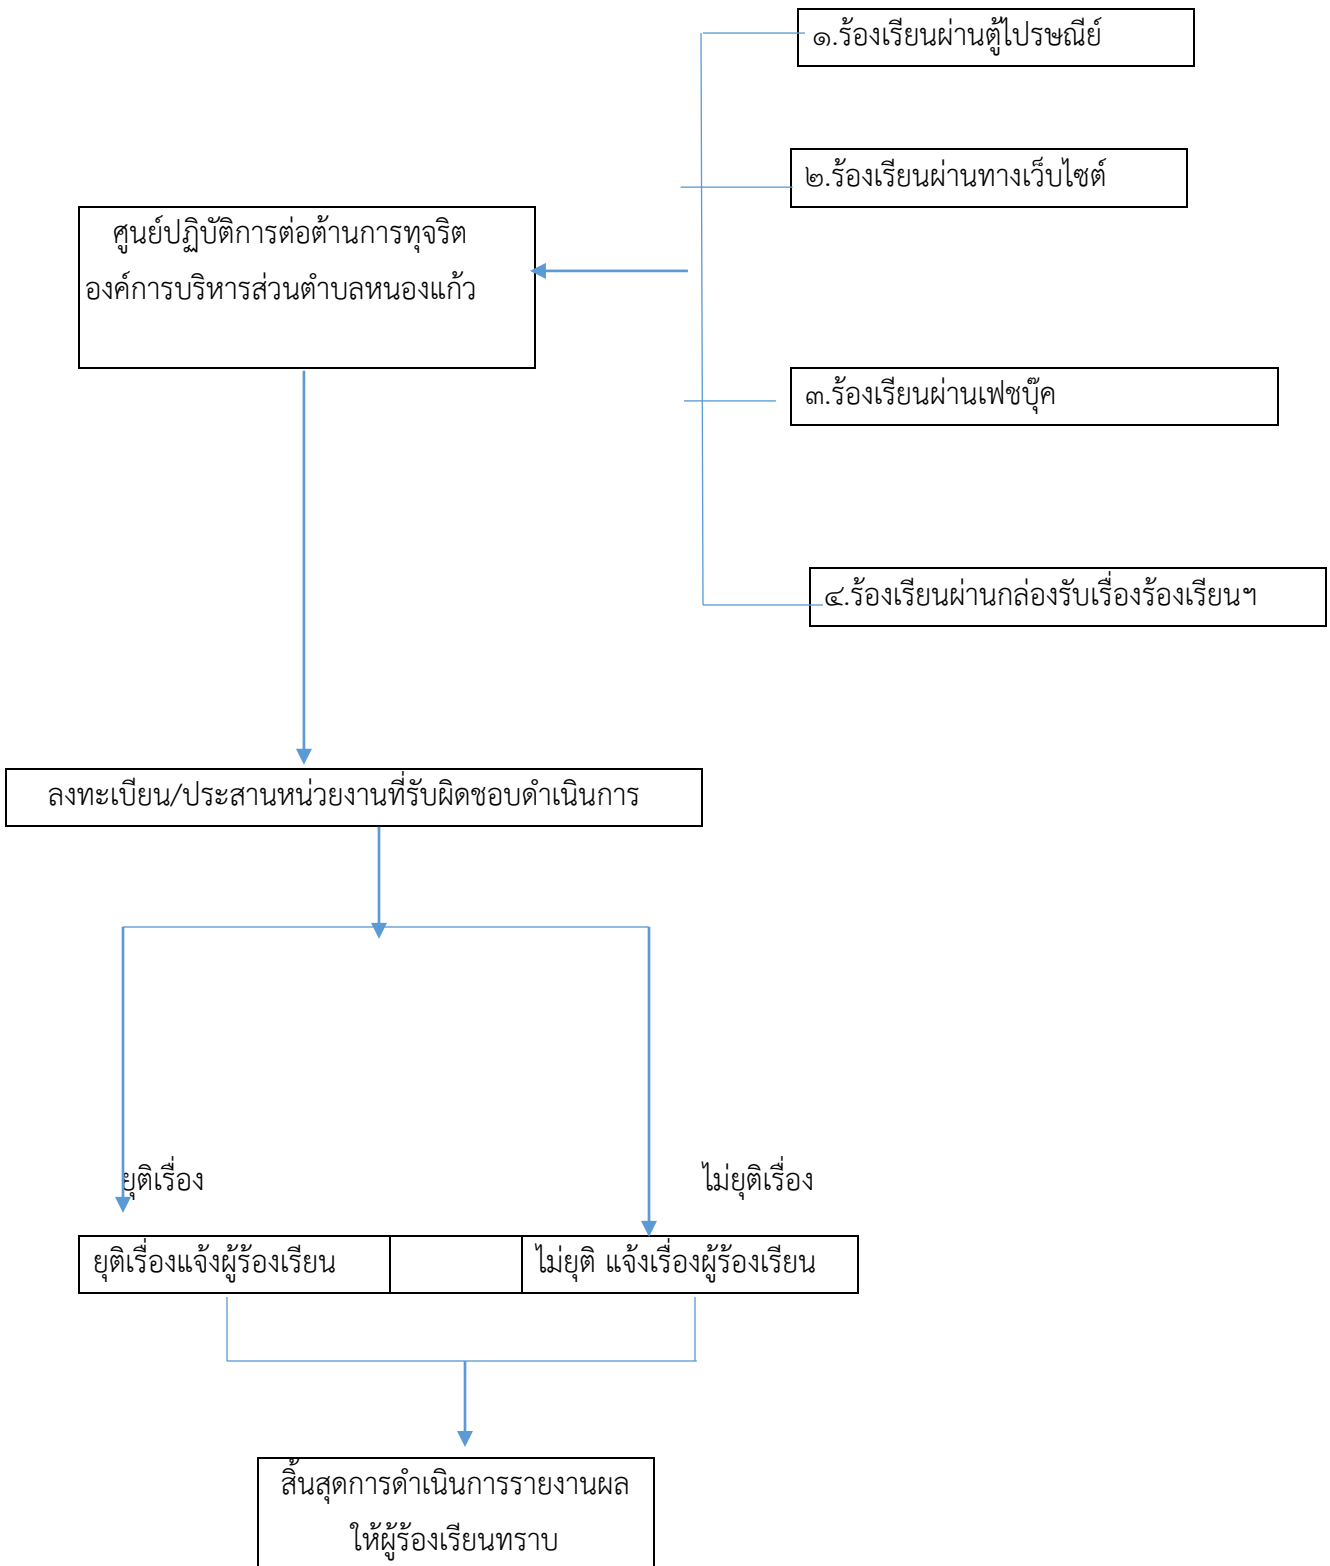 ๑.ร้องเรียนผ่านตู้ไปรษณีย์
๒.ร้องเรียนผ่านทางเว็บไซต์
ศูนย์ปฏิบัติการต่อต้านการทุจริต
องค์การบริหารส่วนตำบลหนองแก้ว
๓.ร้องเรียนผ่านเฟซบุ๊ค
๔.ร้องเรียนผ่านกล่องรับเรื่องร้องเรียนฯ
ลงทะเบียน/ประสานหน่วยงานที่รับผิดชอบดำเนินการ
ยุติเรื่อง
ไม่ยุติเรื่อง
ยุติเรื่องแจ้งผู้ร้องเรียน
ไม่ยุติ แจ้งเรื่องผู้ร้องเรียน
สิ้นสุดการดำเนินการรายงานผล
ให้ผู้ร้องเรียนทราบ